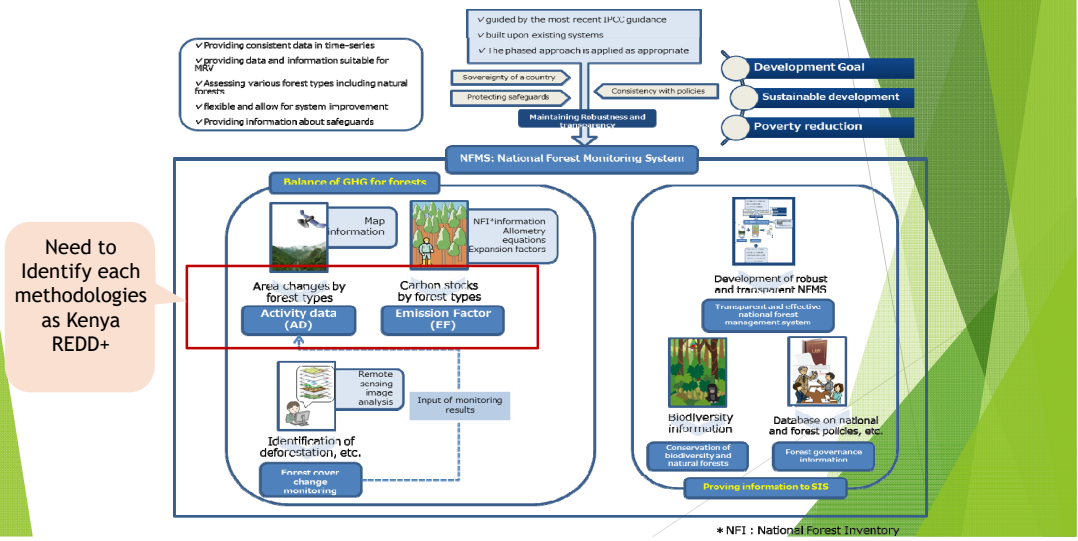 ✓Providing consistent data in time-series
✓providing data and information suitable for
MRV
✓Assessing various forest types including natural
forests
✓flexible and allow for system improvement
✓Providing information about safeguards
✓guided by the most recent IPCC guidance
✓built upon existing systems
✓The phased approach is applied as appropriate
Sovereignty of a country
Protecting safeguards
Consistency with policies
Maintaining Robustness and
transparency
Development Goal
Sustainable development
Poverty reduction
NFMS: National Forest Monitoring System
Balance of GHG for forests
Map
information
NFI*information
Allometry
equations
Expansion factors
Need to
Identify each
methodologies
as Kenya
REDD+
Area changes by
forest types
Activity data
(AD)
Carbon stocks
by forest types
Emission Factor
(EF)
Remote
sensing
image
analysis
Input of monitoring
results
Identification of
deforestation, etc.
Forest cover
change
monitoring
Development of robust
and transparent NFMS
Transparent and effective
national forest
management system
LAW
Biodiversity
information
Conservation of
biodiversity and
natural forests
Database on national
and forest policies, etc.
Forest governance
information
Proving information to SIS
* NFI : National Forest Inventory